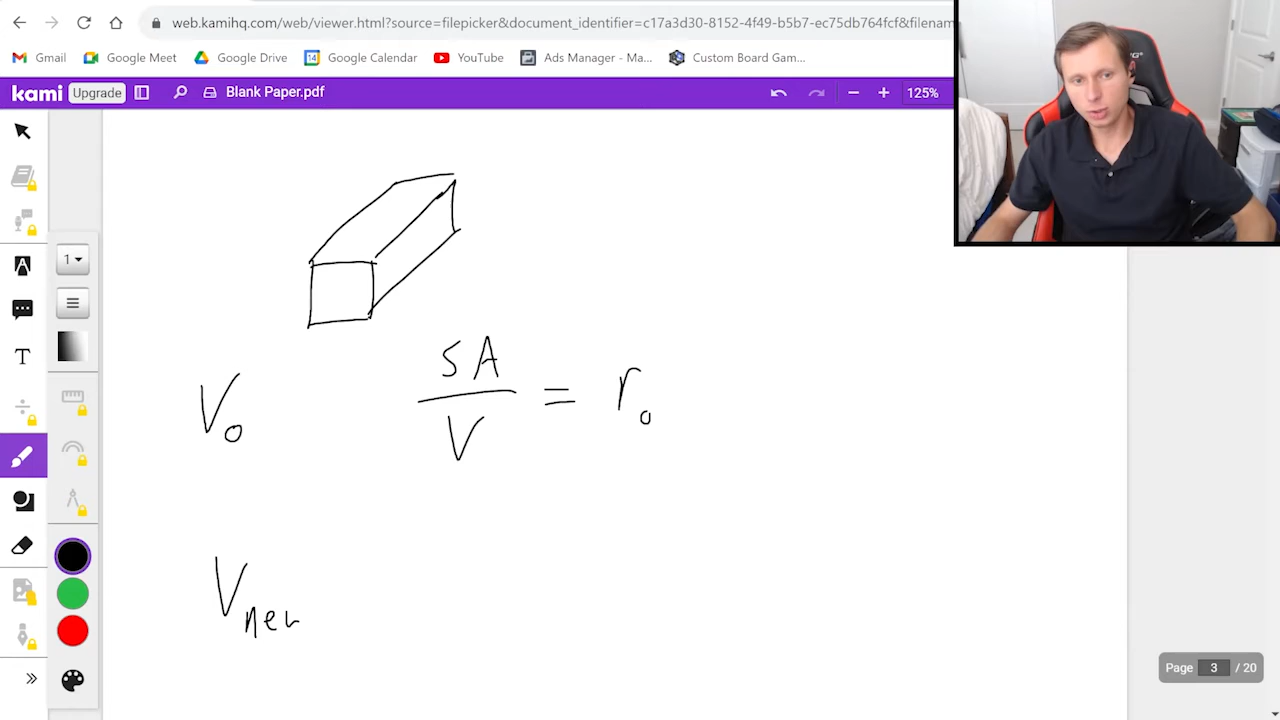 web.kamihq.com/web/viewer.html?source=filepicker&document_identifier=c17a3d30-8152-4f49-b5b7-ec75db764fcf&filenam
Gmail Google Meet 14 Google Calendar Google Drive YouTube Ads Manager - Ma... Custom Board Gam...
kami Upgrade Blank Paper.pdf 125%
1
T
SA
V₀ — = r₀
V
V new
Page 3 / 20